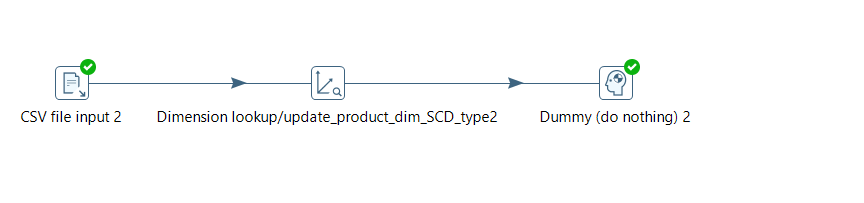 CSV file input 2
Dimension lookup/update_product_dim_SCD_type2
Dummy (do nothing) 2